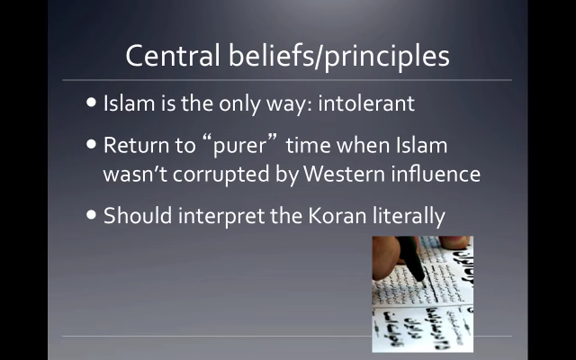 Central beliefs/principles
• Islam is the only way: intolerant
• Return to “purer” time when Islam
wasn’t corrupted by Western influence
• Should interpret the Koran literally